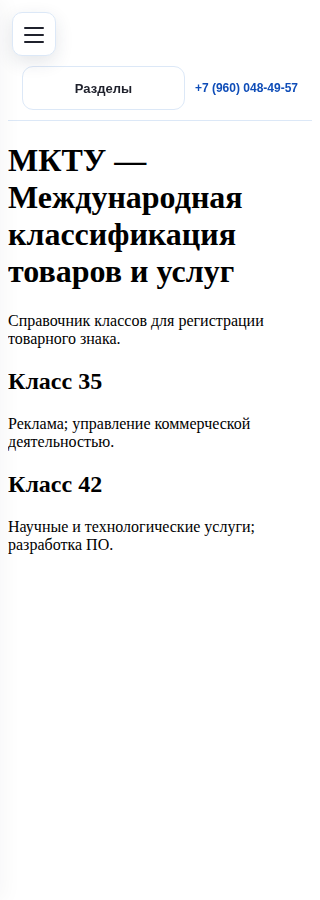 Разделы
+7 (960) 048-49-57
МКТУ —
Международная
классификация
товаров и услуг
Справочник классов для регистрации
товарного знака.
Класс 35
Реклама; управление коммерческой
деятельностью.
Класс 42
Научные и технологические услуги;
разработка ПО.